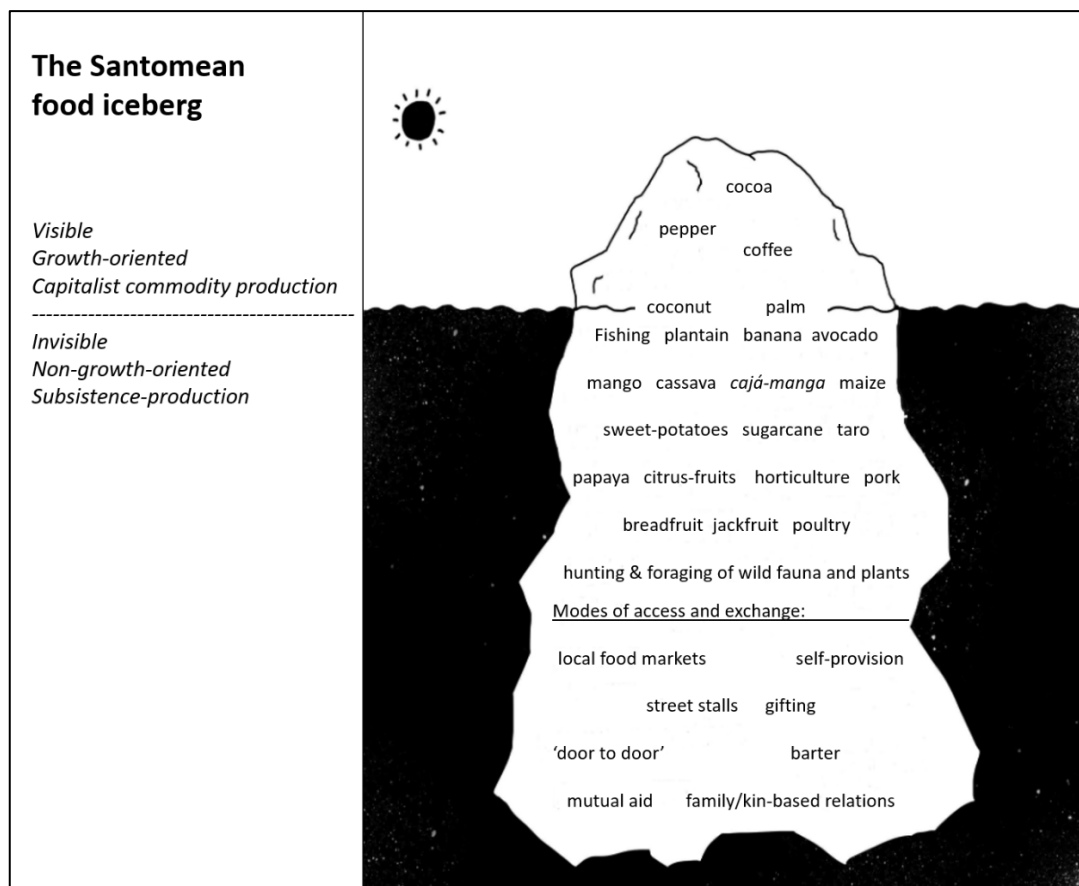 The Santomean
food iceberg
Visible
Growth-oriented
Capitalist commodity production
-------------------------------------------------
Invisible
Non-growth-oriented
Subsistence-production
cocoa
pepper
coffee
coconut palm
Fishing plantain banana avocado
mango cassava cajá-manga maize
sweet-potatoes sugarcane taro
papaya citrus-fruits horticulture pork
breadfruit jackfruit poultry
hunting & foraging of wild fauna and plants
Modes of access and exchange:
local food markets self-provision
street stalls gifting
‘door to door’ barter
mutual aid family/kin-based relations